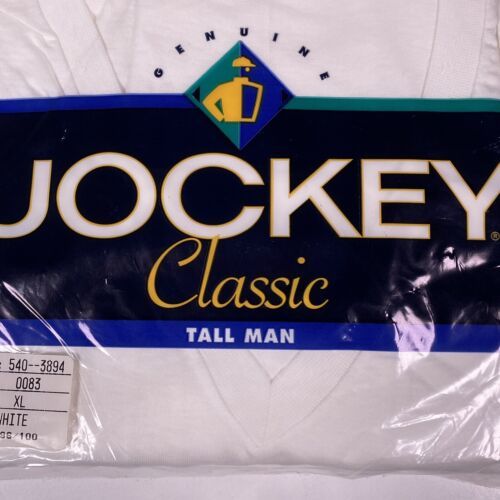 GENUINE
JOCKEY®
Classic
TALL MAN
: 540--3894
0083
XL
WHITE